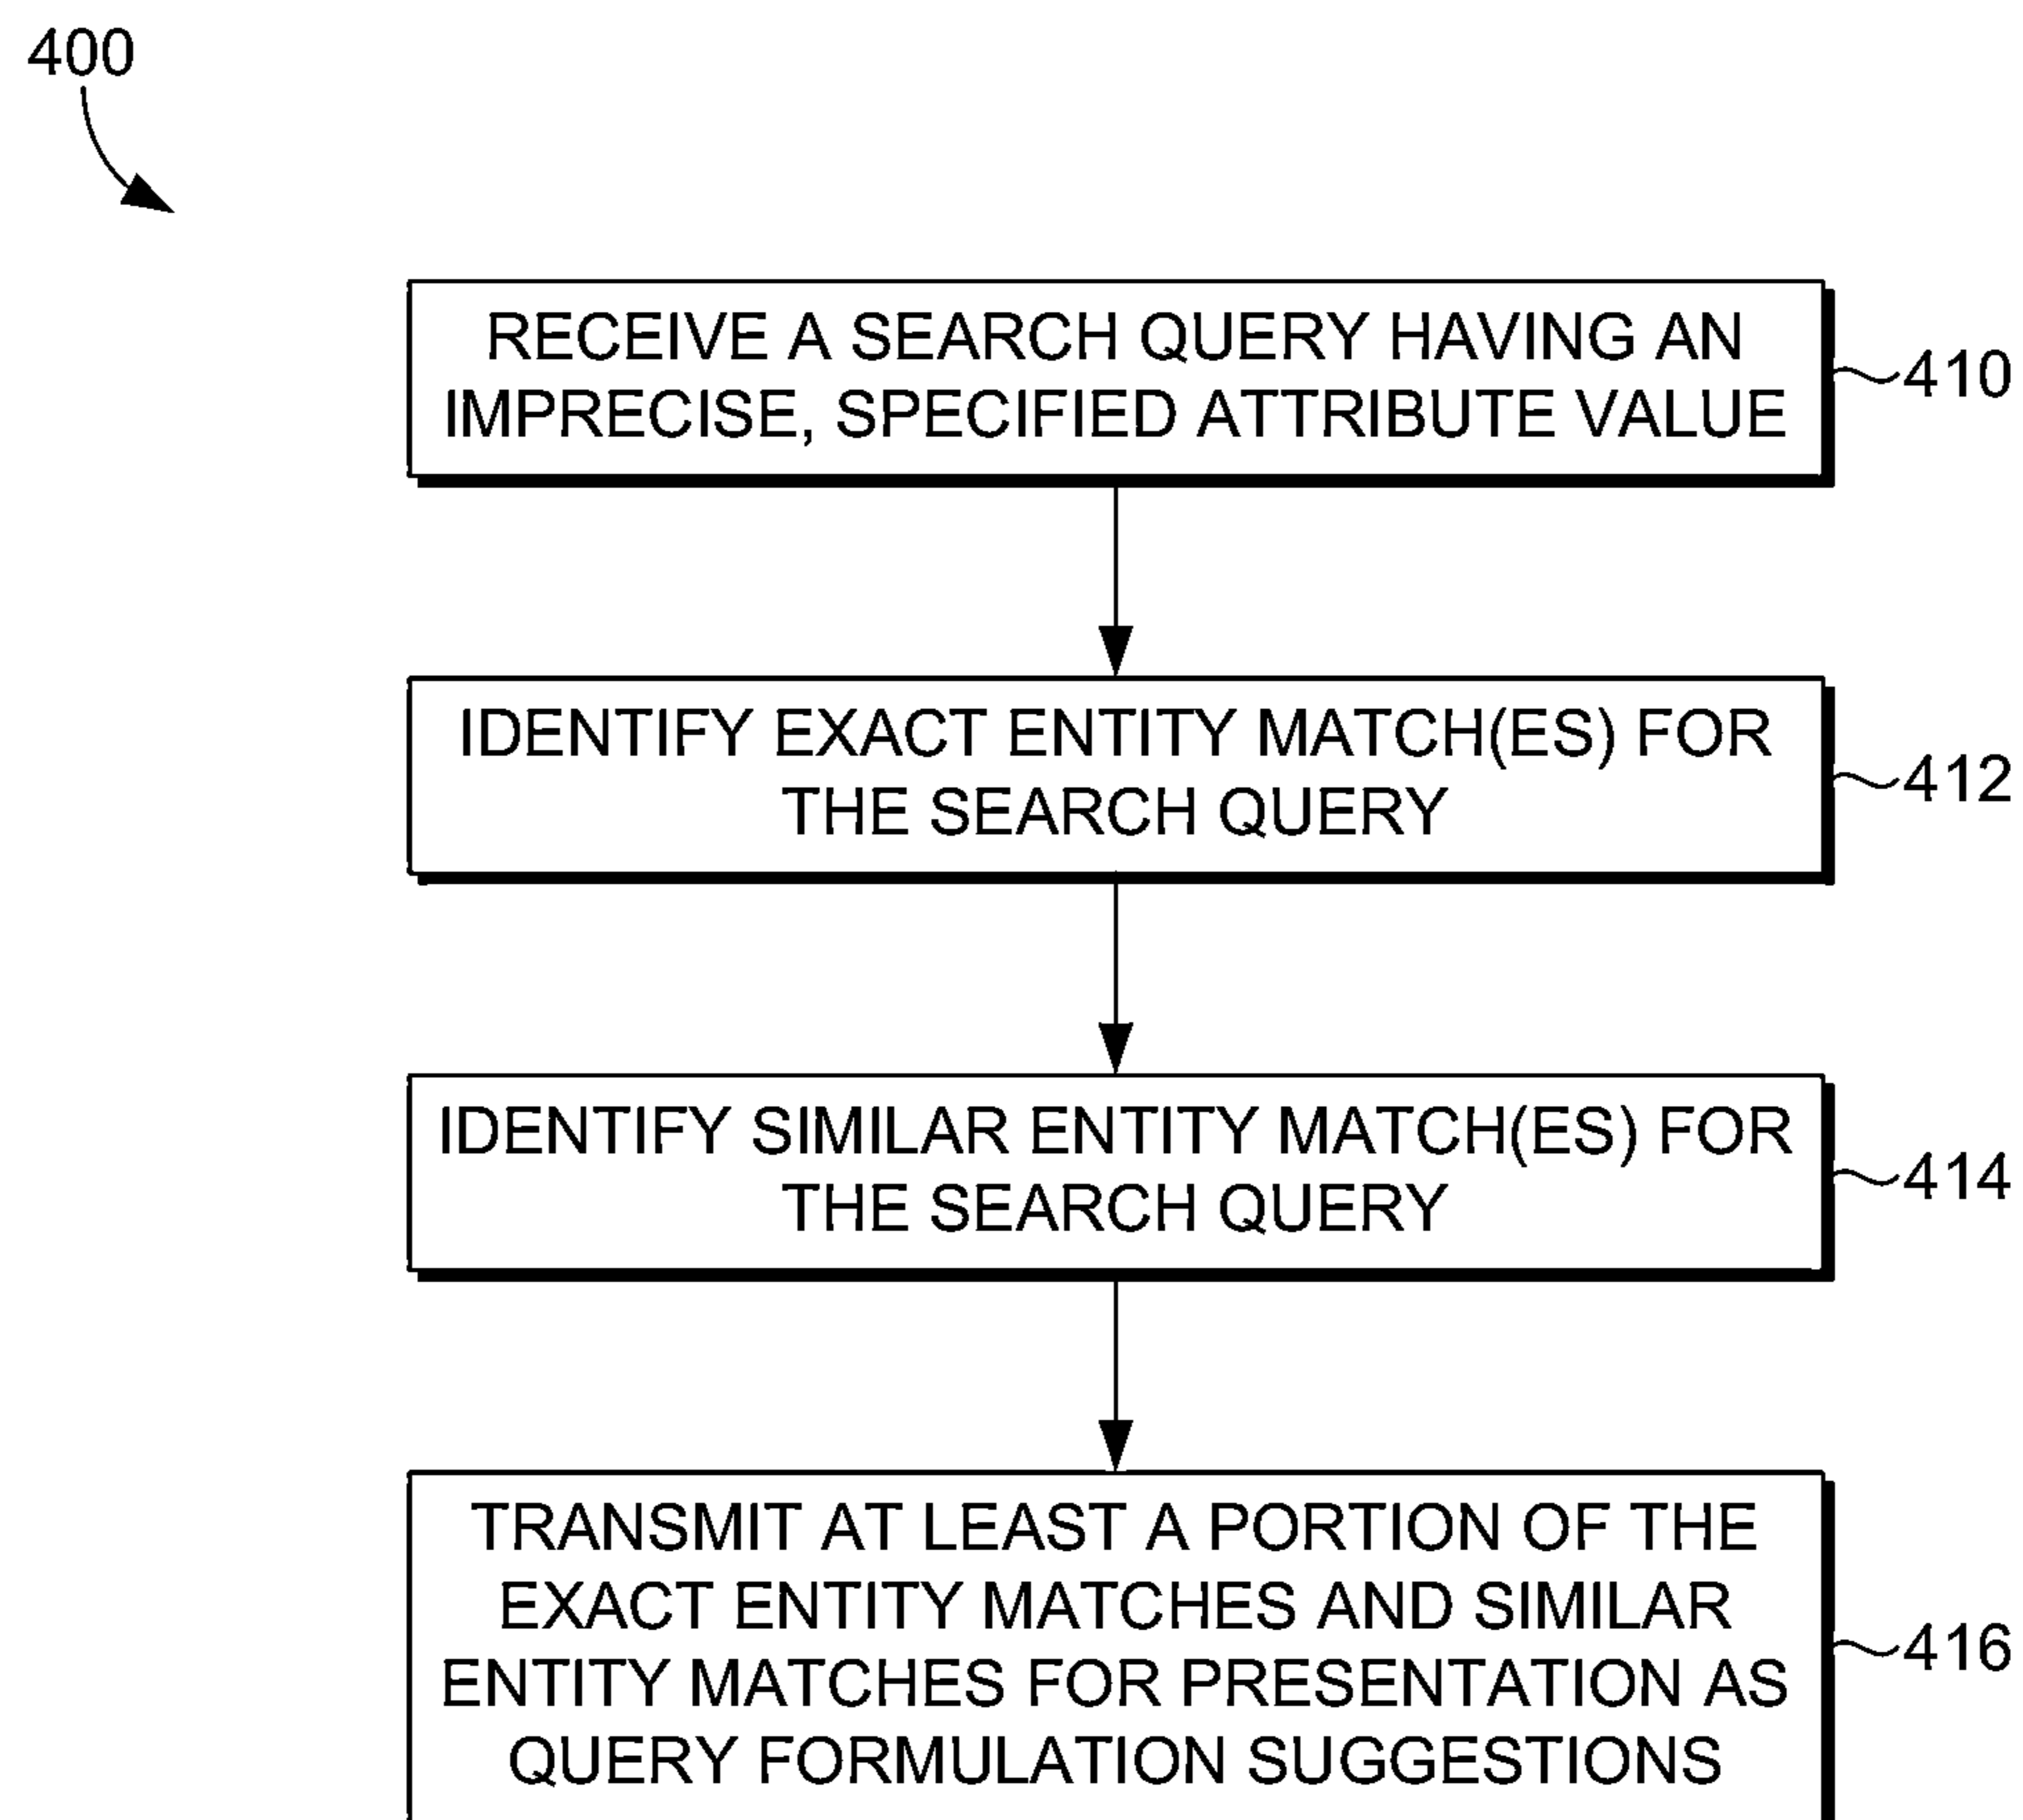 400
RECEIVE A SEARCH QUERY HAVING AN
IMPRECISE, SPECIFIED ATTRIBUTE VALUE
410
IDENTIFY EXACT ENTITY MATCH(ES) FOR
THE SEARCH QUERY
412
IDENTIFY SIMILAR ENTITY MATCH(ES) FOR
THE SEARCH QUERY
414
TRANSMIT AT LEAST A PORTION OF THE
EXACT ENTITY MATCHES AND SIMILAR
ENTITY MATCHES FOR PRESENTATION AS
QUERY FORMULATION SUGGESTIONS
416